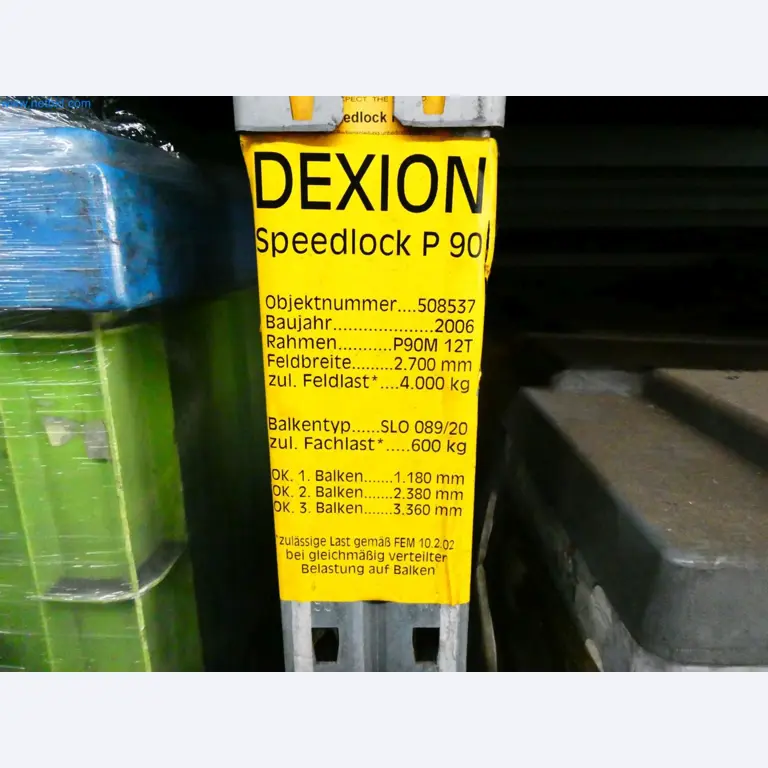 DEXION
Speedlock P 90
Objektnummer....508537
Baujahr...................2006
Rahmen..........P90M 12T
Feldbreite........2.700 mm
zul. Feldlast*....4.000 kg
Balkentyp......SLO 089/20
zul. Fachlast*.....600 kg
OK. 1. Balken.......1.180 mm
OK. 2. Balken.......2.380 mm
OK. 3. Balken.......3.360 mm
*zulässige Last gemäß FEM 10.2.02
bei gleichmäßig verteilter
Belastung auf Balken